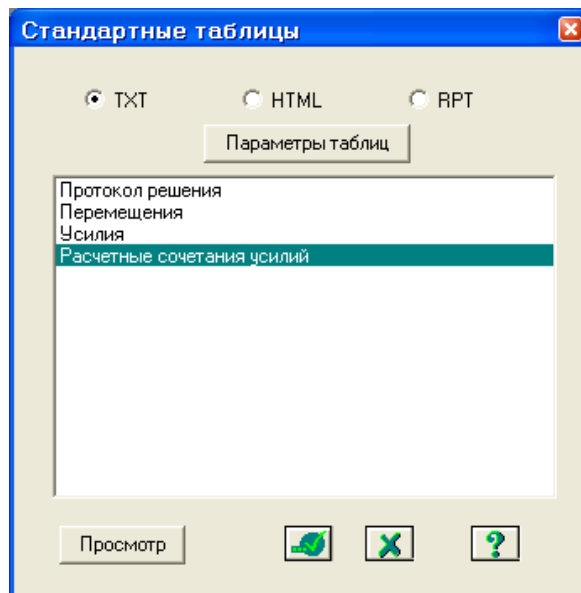 Стандартные таблицы
TXT HTML RPT
Параметры таблиц
Протокол решения
Перемещения
Усилия
Расчетные сочетания усилий
Просмотр
?